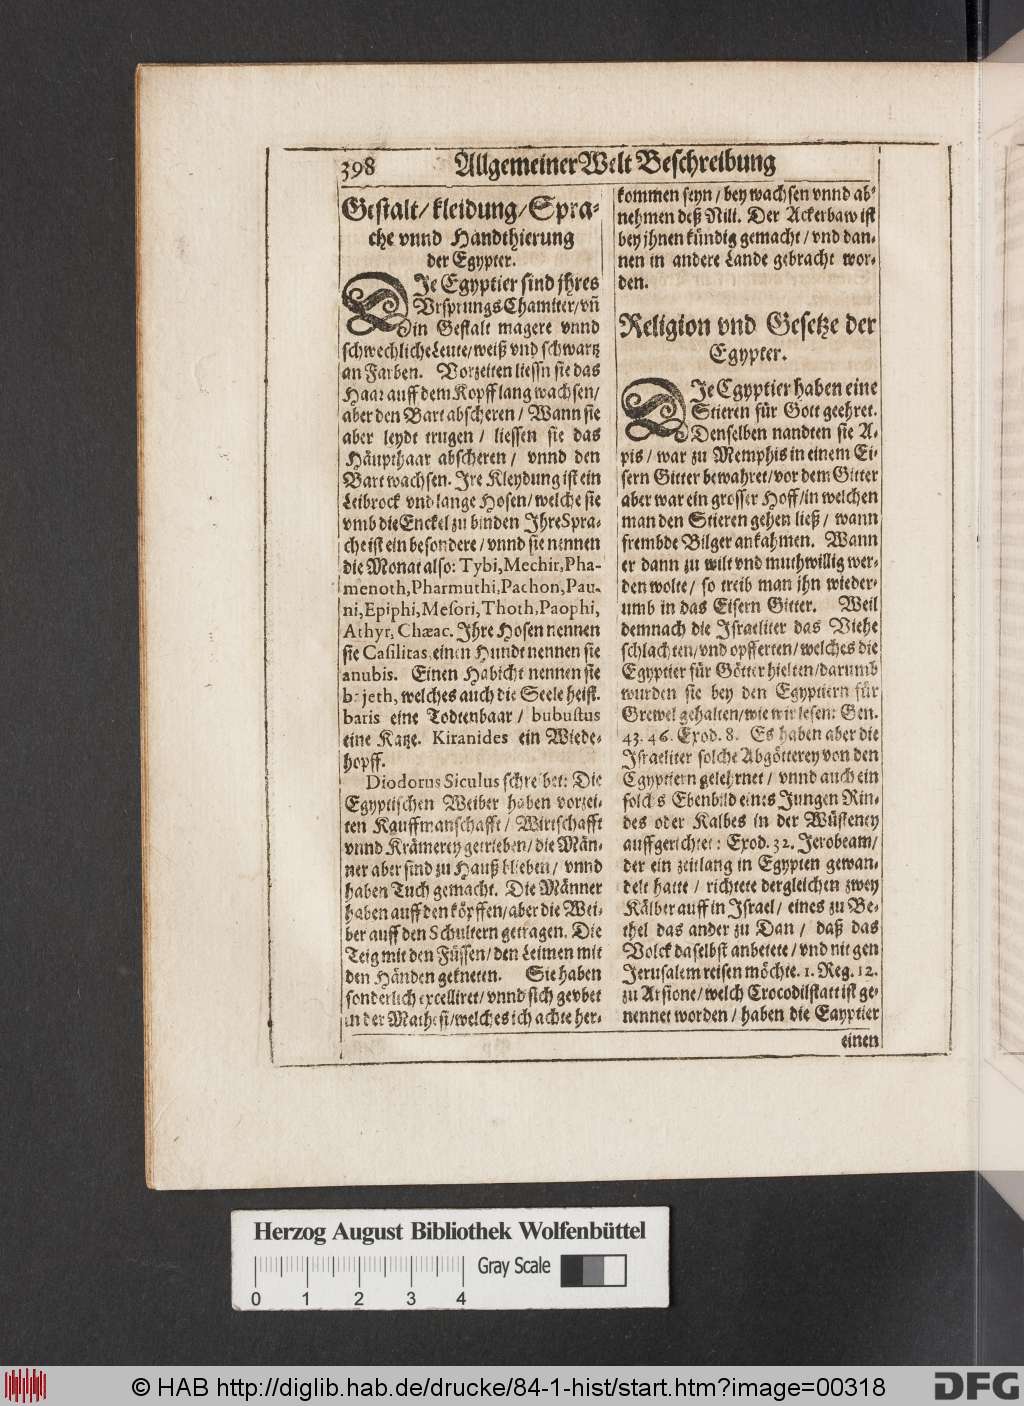 398 Allgemeiner Welt Beschreibung
Gestalt/ kleidung/ Spra-
che vnnd Handthierung
der Egypter.
DIe Egyptier sind jhres
Vrsprungs Chamiter/ vñ
in Gestalt magere vnnd
schwechliche Leute/ weiß vnd schwartz
an Farben. Vorzeiten liessn sie das
Haar auff dem Kopff lang wachsen/
aber den Bart abscheren / Wann sie
aber leydt trugen / liessen sie das
Häupthaar abscheren / vnnd den
Bart wachsen. Jre Kleydung ist ein
Leibrock vnd lange Hosen/ welche sie
vmb die Enckel zu binden Jhre Spra-
che ist ein besondere/ vnnd sie nennen
die Monat also: Tybi, Mechir, Pha-
menoth, Pharmuthi, Pachon, Pau-
ni, Epiphi, Mesori, Thoth, Paophi,
Athyr, Chæac. Jhre Hosen nennen
sie Casilitas, einen Hundt nennen sie
anubis. Einen Habicht nennen sie
bajeth, welches auch die Seele heist.
baris eine Todtenbaar / bubustus
eine Katze. Kiranides ein Wiede-
hopff.
Diodorus Siculus schreibet: Die
Egyptischen Weiber haben vorzei-
ten Kauffmanschafft/ Wirtschafft
vnnd Krämerey getrieben/ die Män-
ner aber sind zu Hauß blieben/ vnnd
haben Tuch gemacht. Die Männer
haben auff den köpffen/ aber die Wei-
ber auff den Schultern getragen. Die
Teig mit den Füssen/ den Leimen mit
den Händen gekneten. Sie haben
sonderlich excelliret/ vnnd sich geübet
in der Mathesi/ welches ich achte her-
kommen seyn / bey wachsen vnnd ab-
nehmen deß Nili. Der Ackerbaw ist
bey jhnen kündig gemacht / vnd dan-
nen in andere Lande gebracht wor-
den.
Religion vnd Gesetze der
Egypter.
DIe Egyptier haben eine
Stieren für Gott geehret.
Denselben nandten sie A-
pis/ war zu Memphis in einem Ei-
sern Gitter bewahret/ vor dem Gitter
aber war ein grosser Hoff/ in welchen
man den Stieren gehen ließ / wann
frembde Bilger ankahmen. Wann
er dann zu wilt vnd muthwillig wer-
den wolte/ so treib man jhn wieder-
umb in das Eisern Gitter. Weil
demnach die Jsraeliter das Viehe
schlachten/ vnd opfferten/ welches die
Egyptier für Götter hielten/ darumb
wurden sie bey den Egyptiern für
Grewel gehalten/ wie wir lesen: Gen.
43. 46. Exod. 8. Es haben aber die
Jsraeliter solche Abgötterey von den
Egyptiern gelehrnet / vnnd auch ein
solches Ebenbild eines Jungen Rin-
des oder Kalbes in der Wüsteney
auffgerichtet: Exod. 32. Jerobeam/
der ein zeitlang in Egypten gewan-
delt hatte / richtete dergleichen zwey
Kälber auff in Jsrael/ eines zu Be-
thel das ander zu Dan / daß das
Volck daselbst anbetete/ vnd nit gen
Jerusalem reisen möchte. 1. Reg. 12.
zu Arsione/ welch Crocodilstatt ist ge-
nennet worden / haben die Egyptier
einen
Herzog August Bibliothek Wolfenbüttel
Gray Scale
0 1 2 3 4
© HAB http://diglib.hab.de/drucke/84-1-hist/start.htm?image=00318
DFG